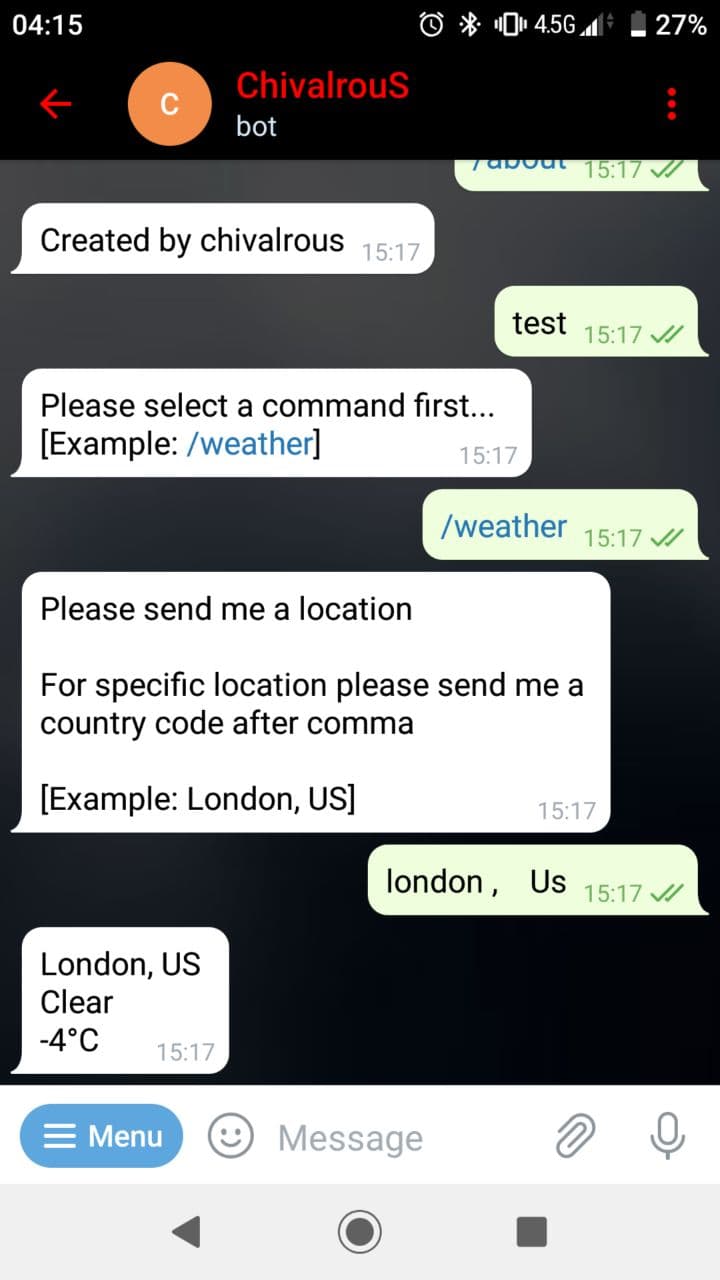 04:15 4.5G 27%
C
ChivalrouS
bot
/about 15:17
Created by chivalrous 15:17
test 15:17
Please select a command first...
[Example: /weather] 15:17
/weather 15:17
Please send me a location
For specific location please send me a
country code after comma
[Example: London, US] 15:17
london ,   Us 15:17
London, US
Clear
-4°C 15:17
Menu Message